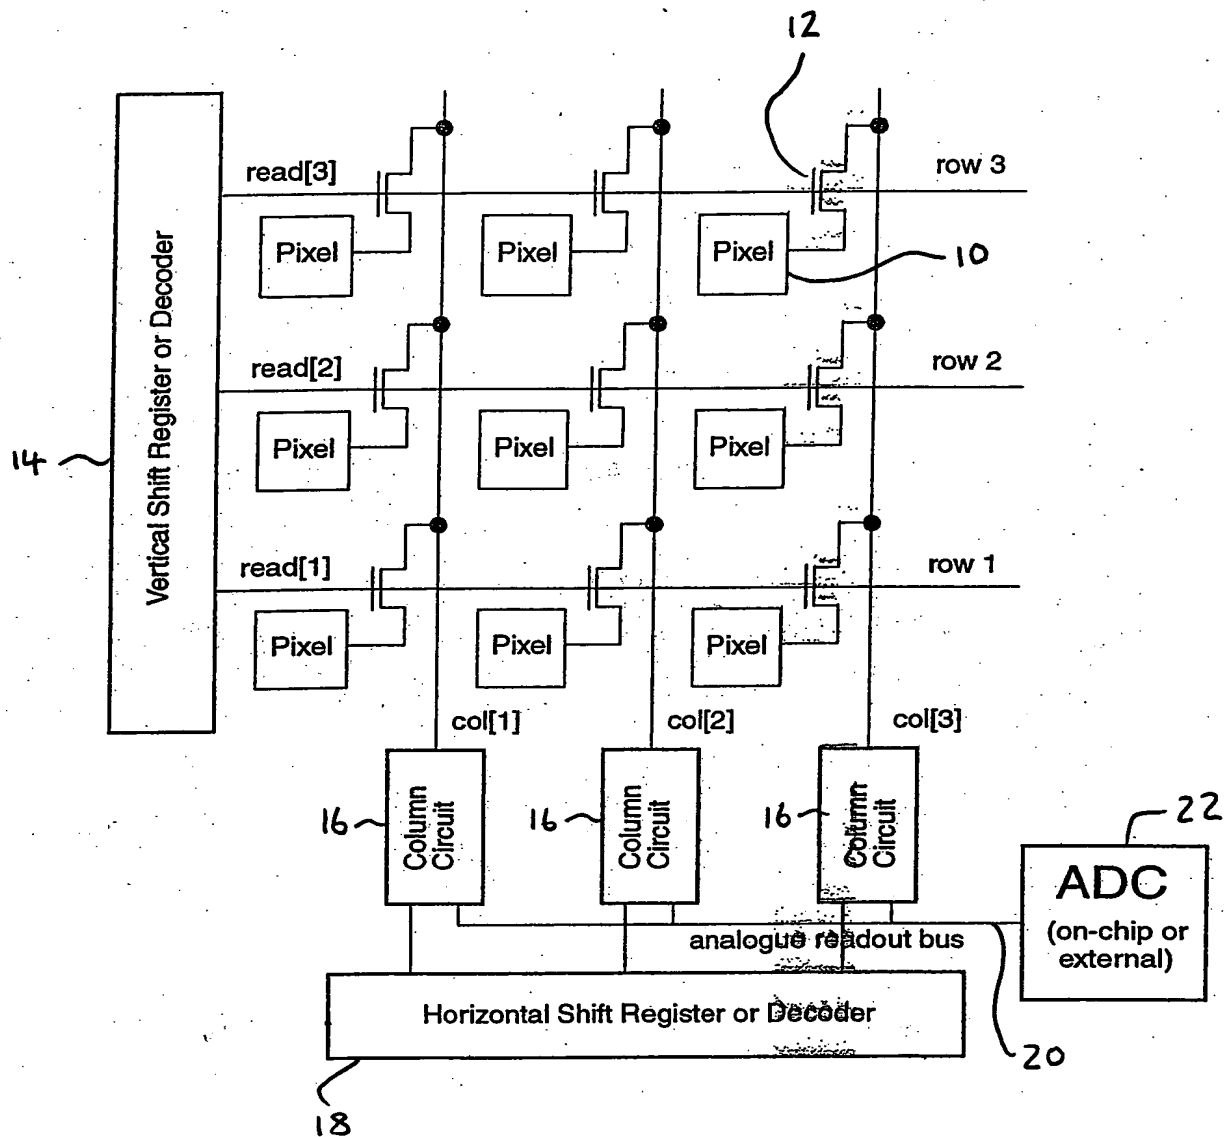 12
read[3]
row 3
Pixel
Pixel
Pixel
10
Vertical Shift Register or Decoder
read[2]
row 2
Pixel
Pixel
Pixel
14
read[1]
row 1
Pixel
Pixel
Pixel
col[1]
col[2]
col[3]
16
Column
Circuit
16
Column
Circuit
16
Column
Circuit
22
ADC
(on-chip or
external)
analogue readout bus
Horizontal Shift Register or Decoder
20
18